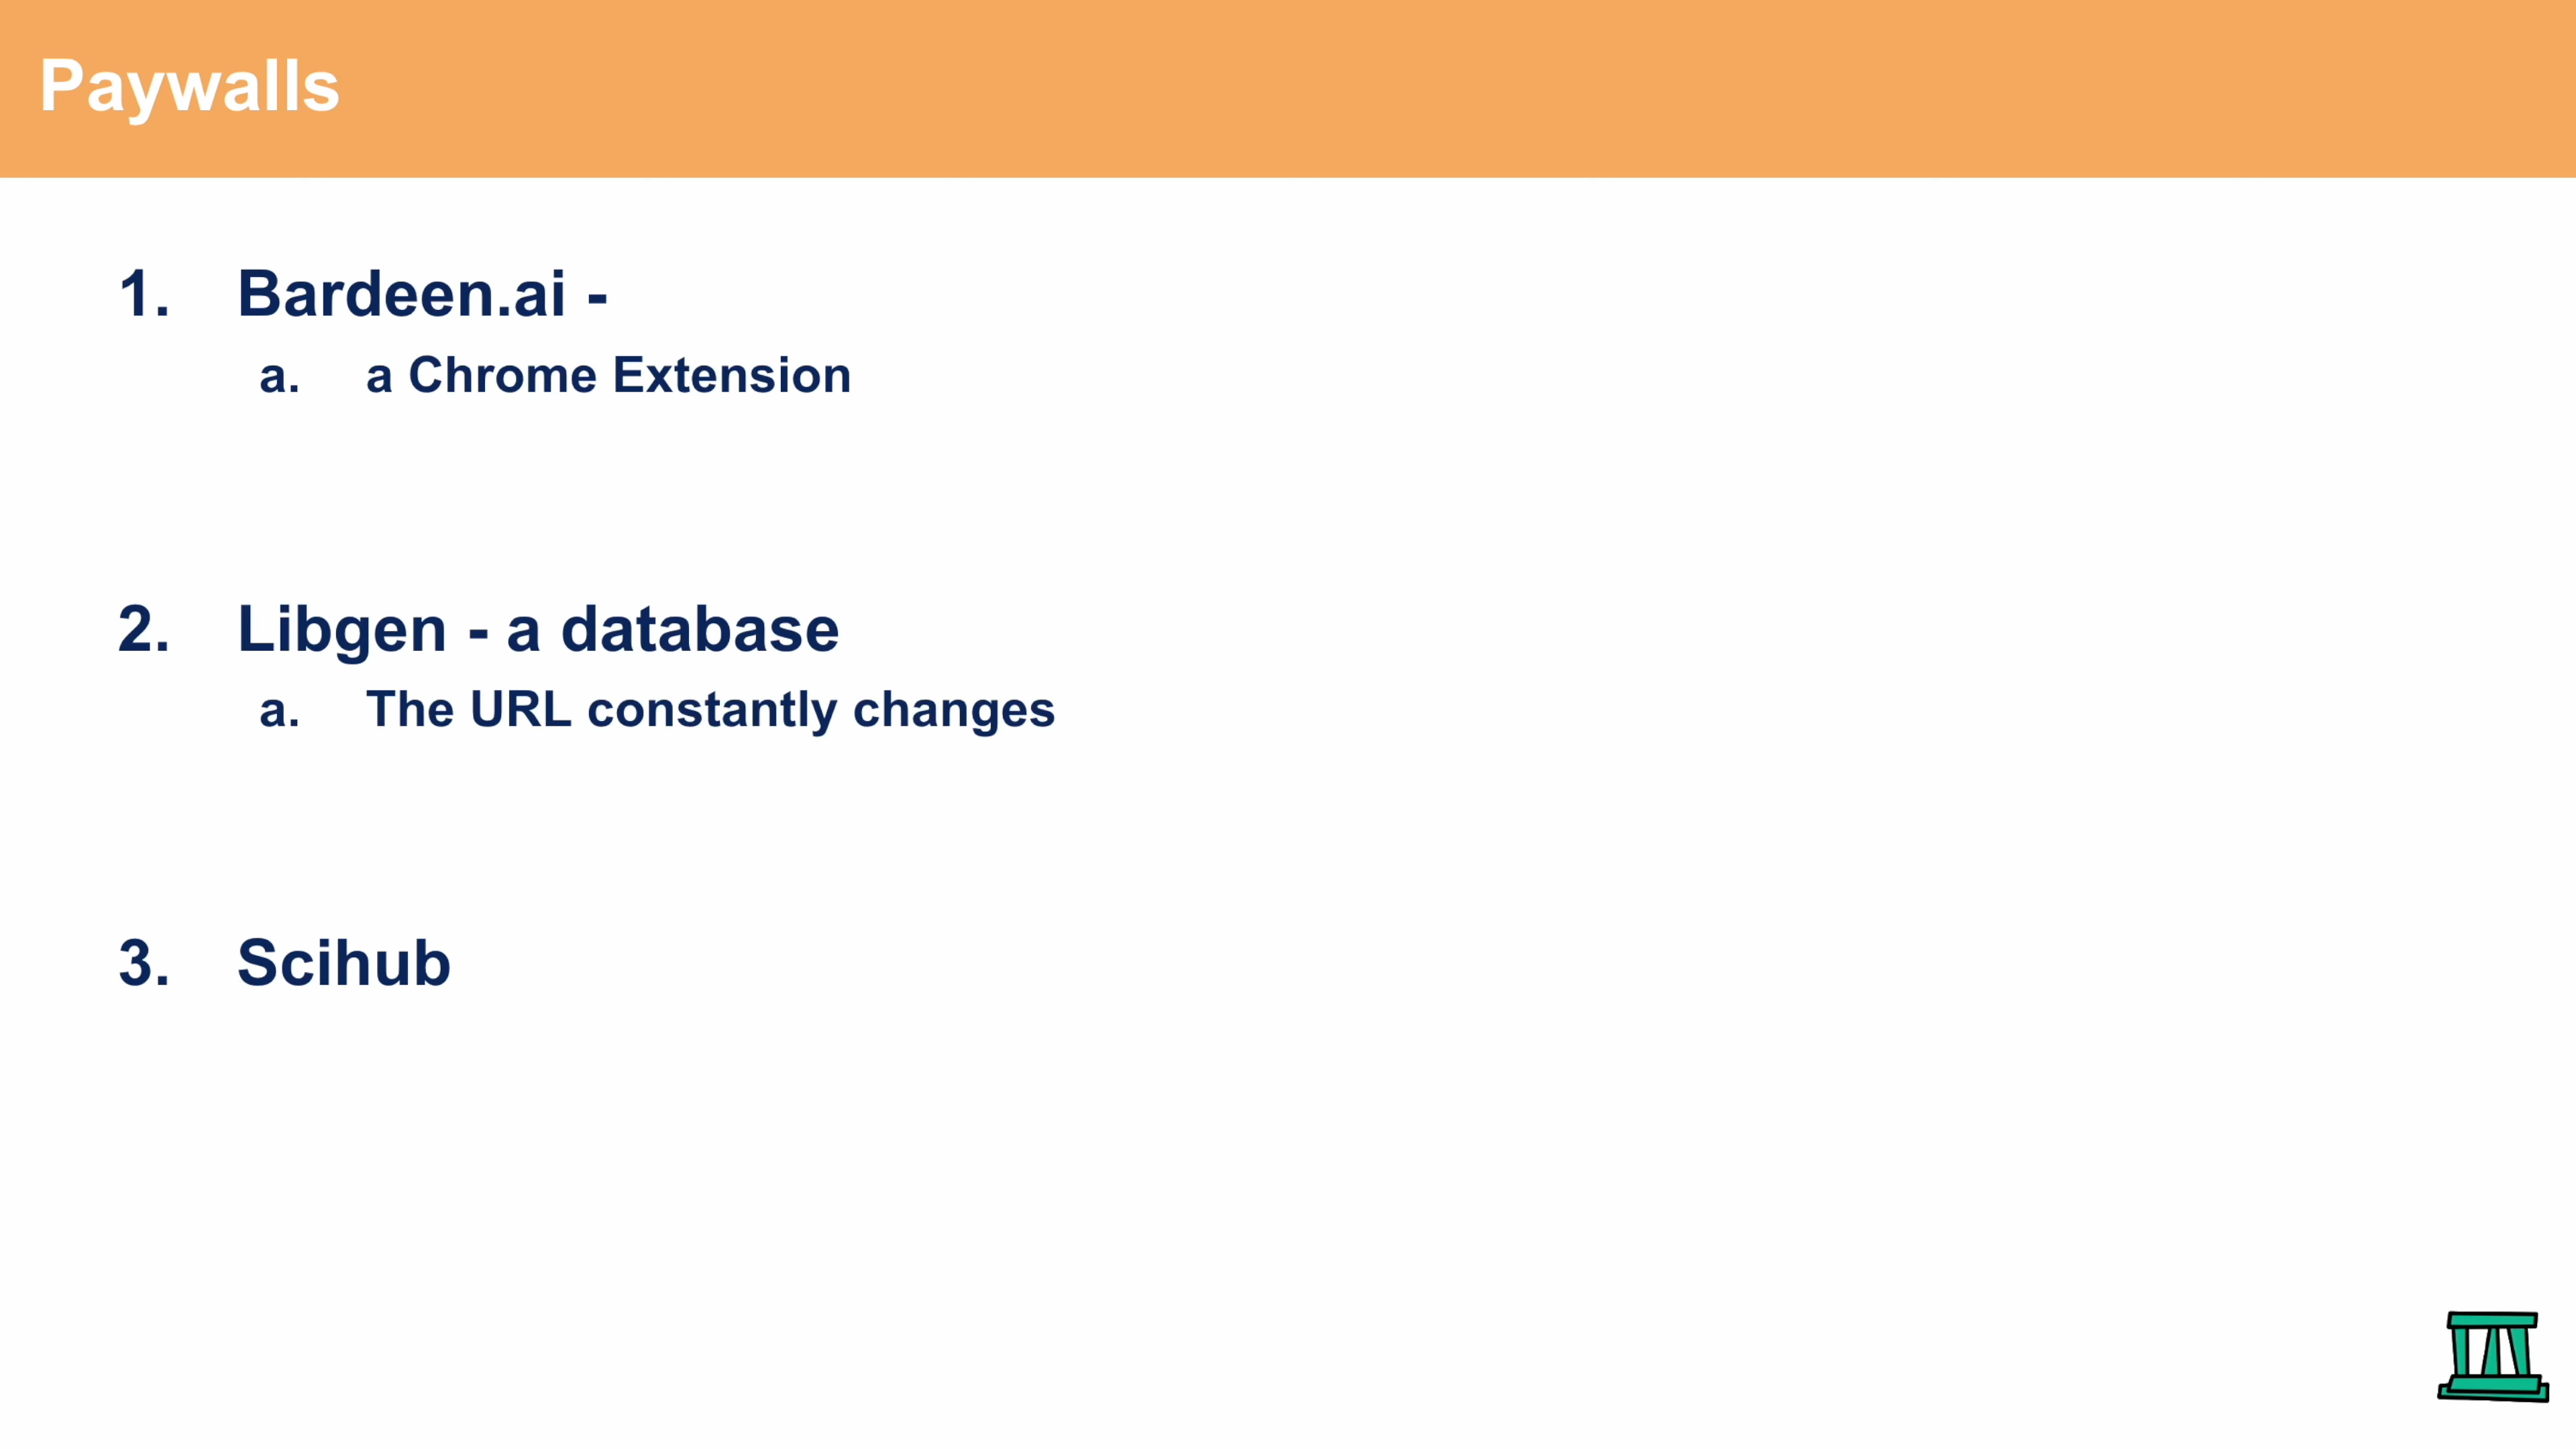 Paywalls
1. Bardeen.ai -
a. a Chrome Extension
2. Libgen - a database
a. The URL constantly changes
3. Scihub